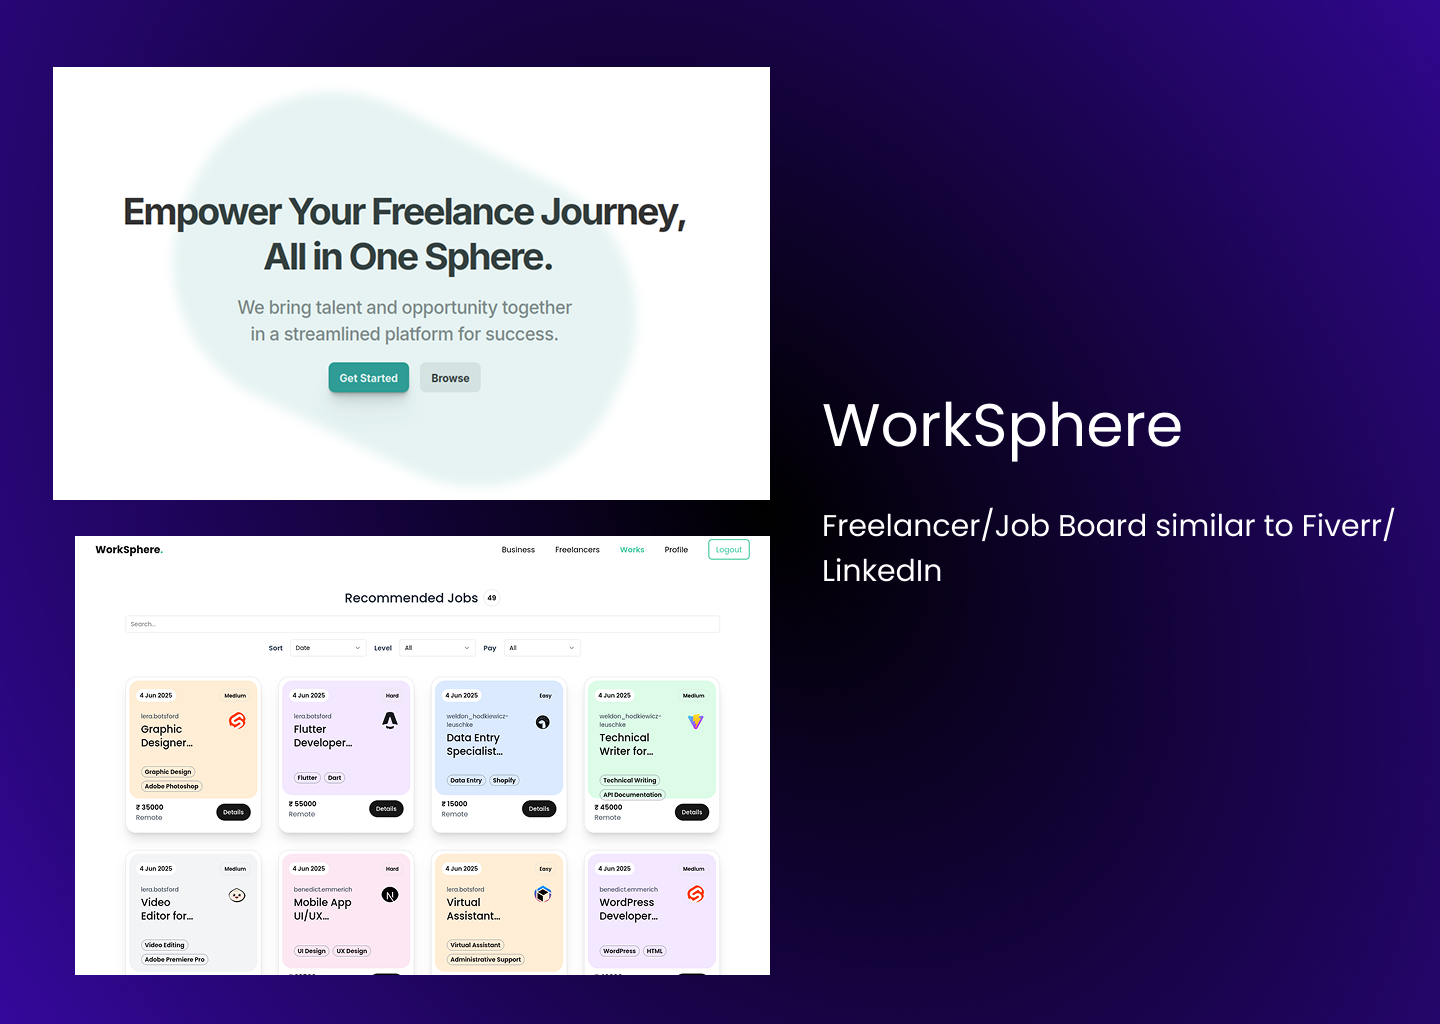 Empower Your Freelance Journey,
All in One Sphere.
We bring talent and opportunity together
in a streamlined platform for success.
Get Started Browse
WorkSphere
Freelancer/Job Board similar to Fiverr/
LinkedIn
WorkSphere.
Business Freelancers Works Profile Logout
Recommended Jobs 49
Search...
Sort Date Level All Pay All
4 Jun 2025 Medium
lera.botsford
Graphic
Designer...
Graphic Design
Adobe Photoshop
₹ 35000
Remote
Details
4 Jun 2025 Hard
lera.botsford
Flutter
Developer...
Flutter Dart
₹ 55000
Remote
Details
4 Jun 2025 Easy
weldon_hodkiewicz-
leuschke
Data Entry
Specialist...
Data Entry Shopify
₹ 15000
Remote
Details
4 Jun 2025 Medium
weldon_hodkiewicz-
leuschke
Technical
Writer for...
Technical Writing
API Documentation
₹ 45000
Remote
Details
4 Jun 2025 Medium
lera.botsford
Video
Editor for...
Video Editing
Adobe Premiere Pro
4 Jun 2025 Hard
benedict.emmerich
Mobile App
UI/UX...
UI Design UX Design
4 Jun 2025 Easy
lera.botsford
Virtual
Assistant...
Virtual Assistant
Administrative Support
4 Jun 2025 Medium
benedict.emmerich
WordPress
Developer...
WordPress HTML